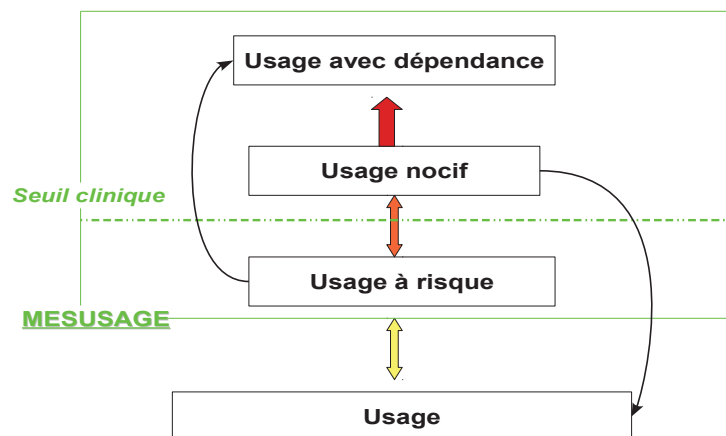 Usage avec dépendance
Usage nocif
Seuil clinique
Usage à risque
MESUSAGE
Usage